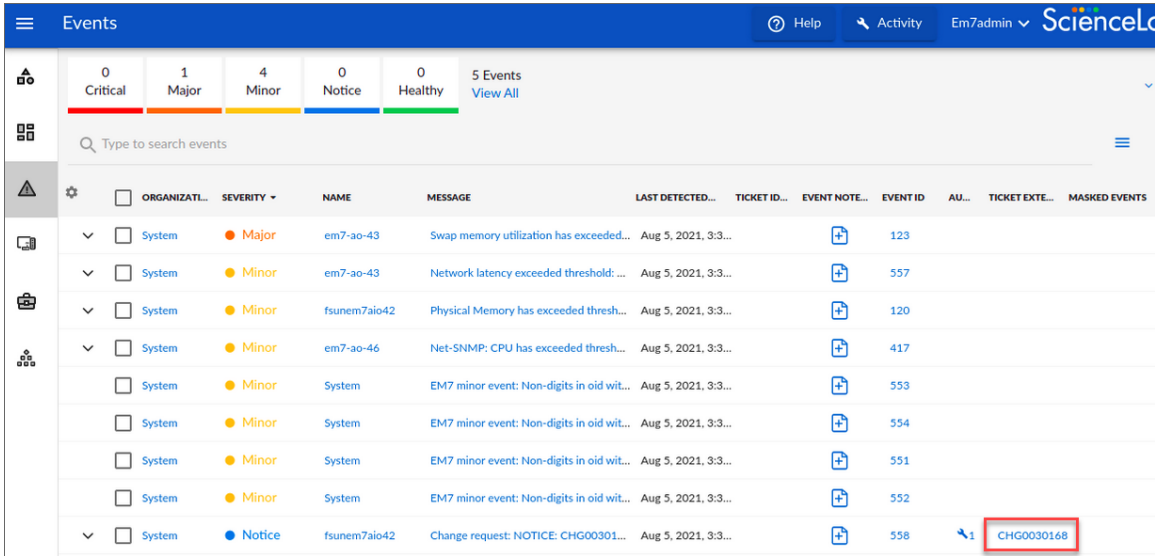 Events
Help
Activity
Em7admin
ScienceLo
0 Critical
1 Major
4 Minor
0 Notice
0 Healthy
5 Events
View All
Type to search events
ORGANIZATI... SEVERITY NAME MESSAGE LAST DETECTED... TICKET ID... EVENT NOTE... EVENT ID AU... TICKET EXTE... MASKED EVENTS
System Major em7-ao-43 Swap memory utilization has exceeded... Aug 5, 2021, 3:3... 123
System Minor em7-ao-43 Network latency exceeded threshold: ... Aug 5, 2021, 3:3... 557
System Minor fsunem7aio42 Physical Memory has exceeded thresh... Aug 5, 2021, 3:3... 120
System Minor em7-ao-46 Net-SNMP: CPU has exceeded thresh... Aug 5, 2021, 3:3... 417
System Minor System EM7 minor event: Non-digits in oid wit... Aug 5, 2021, 3:3... 553
System Minor System EM7 minor event: Non-digits in oid wit... Aug 5, 2021, 3:3... 554
System Minor System EM7 minor event: Non-digits in oid wit... Aug 5, 2021, 3:3... 551
System Minor System EM7 minor event: Non-digits in oid wit... Aug 5, 2021, 3:3... 552
System Notice fsunem7aio42 Change request: NOTICE: CHG00301... Aug 5, 2021, 3:3... 558 1 CHG0030168